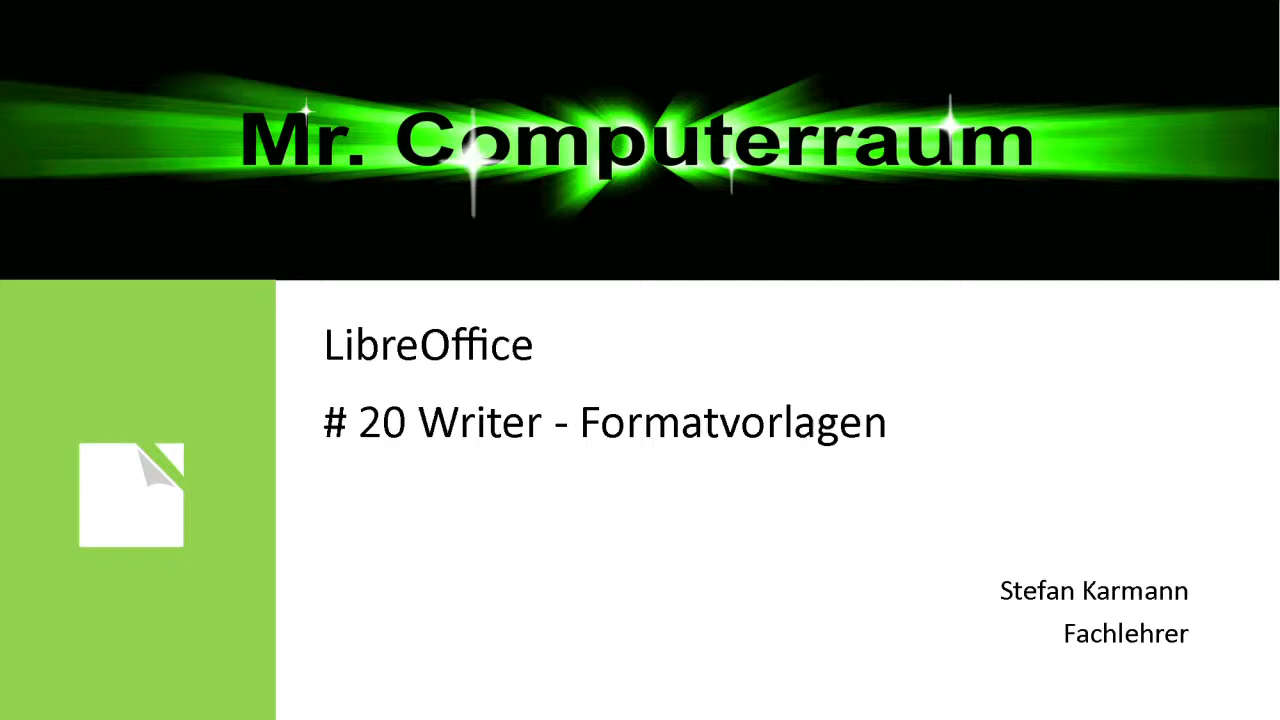 Mr. Computerraum
LibreOffice
# 20 Writer - Formatvorlagen
Stefan Karmann
Fachlehrer